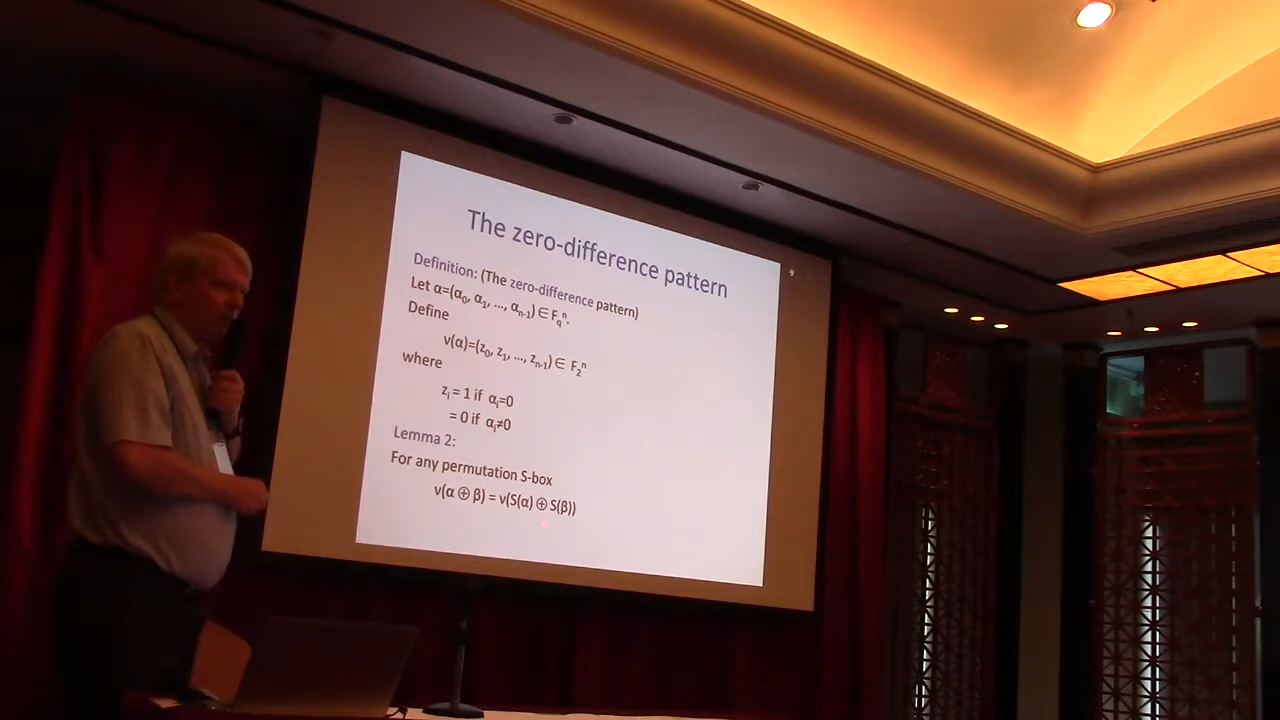 The zero-difference pattern
Definition: (The zero-difference pattern)
Let α=(α₀, α₁, ..., αₙ₋₁) ∈ F_q^n.
Define
v(α)=(z₀, z₁, ..., zₙ₋₁) ∈ F₂ⁿ
where
zᵢ = 1 if αᵢ=0
= 0 if αᵢ≠0
Lemma 2:
For any permutation S-box
v(α ⊕ β) = v(S(α) ⊕ S(β))